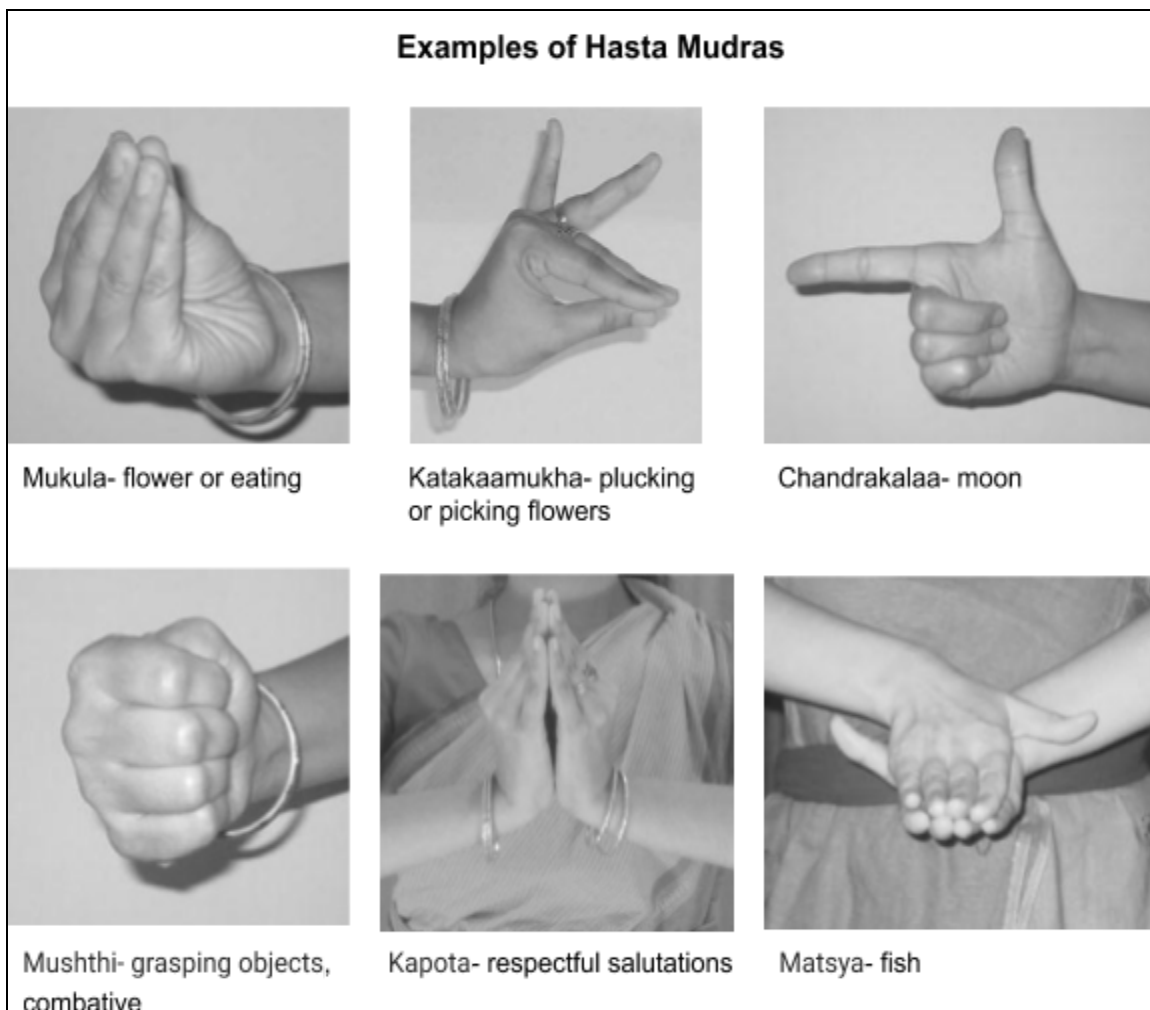 Examples of Hasta Mudras
Mukula- flower or eating
Katakaamukha- plucking
or picking flowers
Chandrakalaa- moon
Mushthi- grasping objects,
combative
Kapota- respectful salutations
Matsya- fish